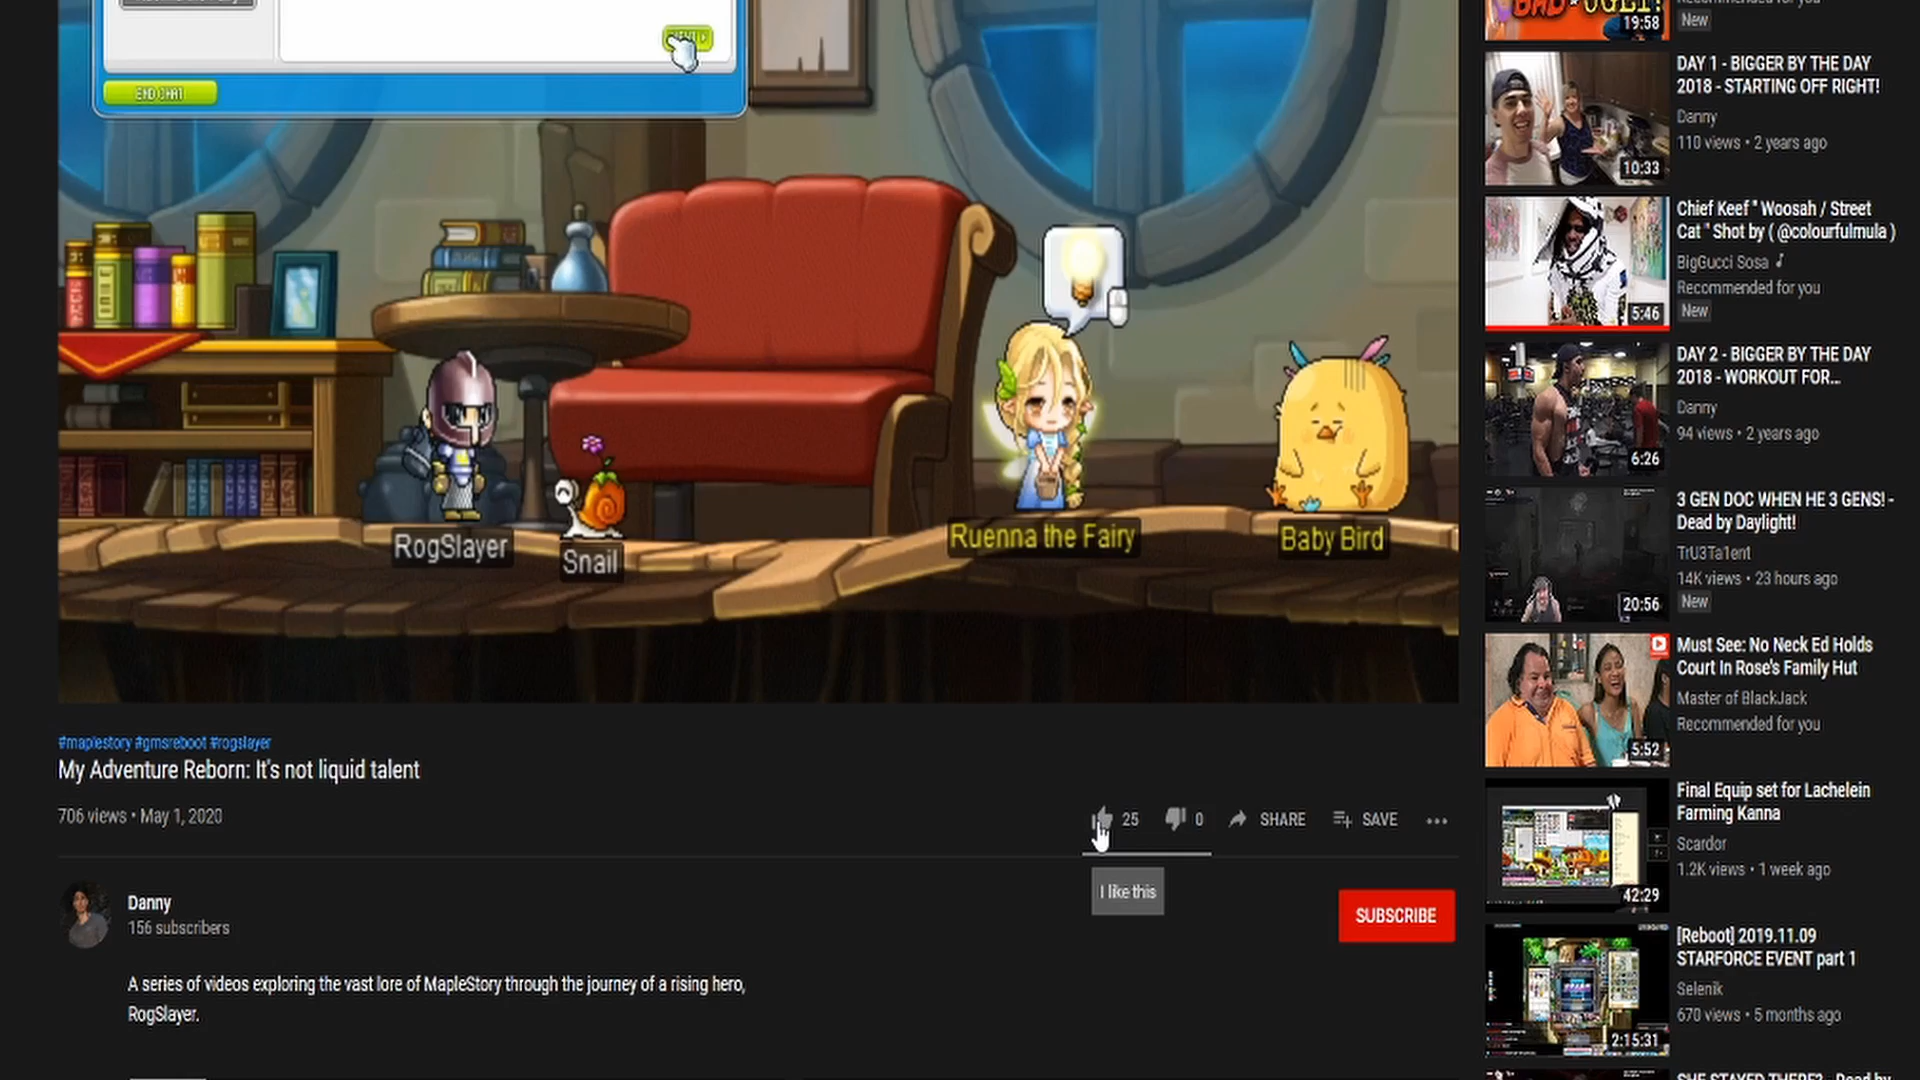 END CHAT
RogSlayer
Snail
Ruenna the Fairy
Baby Bird
#maplestory #gmsreboot #rogslayer
My Adventure Reborn: It's not liquid talent
706 views • May 1, 2020
25
0
SHARE
SAVE
I like this
Danny
156 subscribers
SUBSCRIBE
A series of videos exploring the vast lore of MapleStory through the journey of a rising hero,
RogSlayer.
19:58
New
DAY 1 - BIGGER BY THE DAY
2018 - STARTING OFF RIGHT!
Danny
110 views • 2 years ago
10:33
Chief Keef " Woosah / Street
Cat " Shot by ( @colourfulmula )
BigGucci Sosa
Recommended for you
New
5:46
DAY 2 - BIGGER BY THE DAY
2018 - WORKOUT FOR...
Danny
94 views • 2 years ago
6:26
3 GEN DOC WHEN HE 3 GENS! -
Dead by Daylight!
TrU3Ta1ent
14K views • 23 hours ago
New
20:56
Must See: No Neck Ed Holds
Court In Rose's Family Hut
Master of BlackJack
Recommended for you
5:52
Final Equip set for Lachelein
Farming Kanna
Scardor
1.2K views • 1 week ago
42:29
[Reboot] 2019.11.09
STARFORCE EVENT part 1
Selenik
670 views • 5 months ago
2:15:31